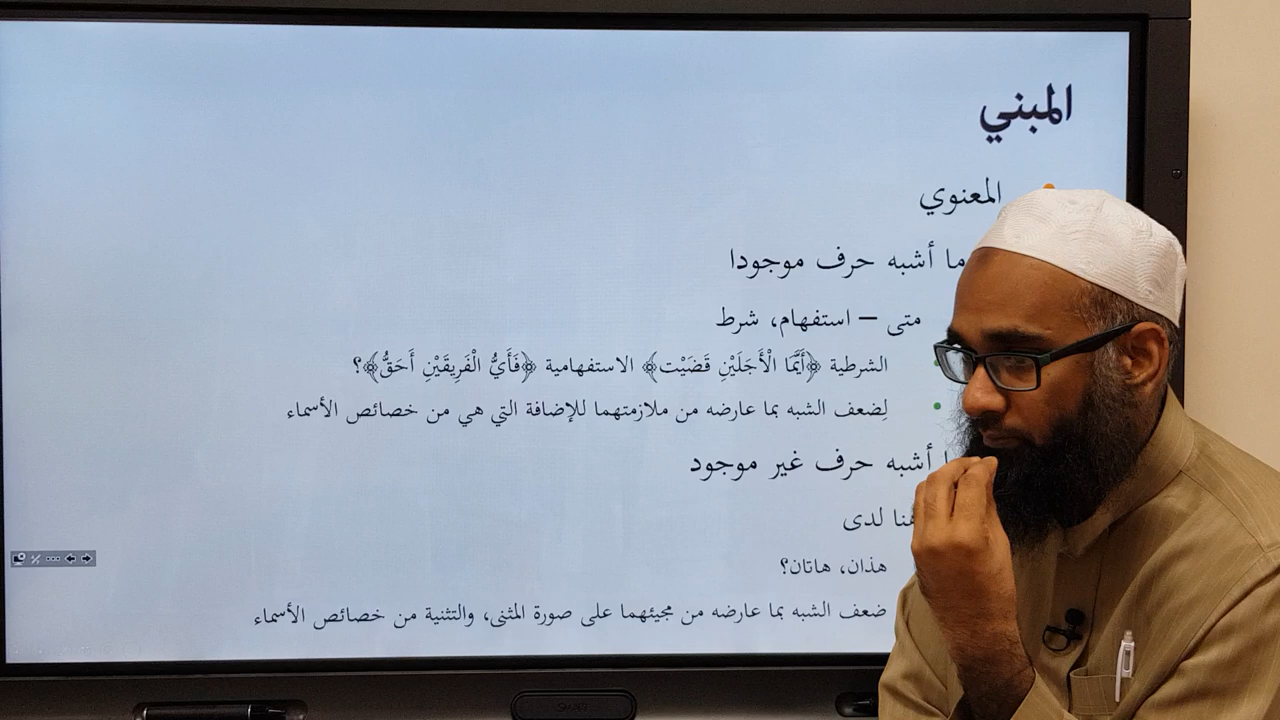 المبني
المعنوي
ما أشبه حرف موجودا
متى – استفهام، شرط
الشرطية ﴿أَيَّمَا الْأَجَلَيْنِ قَضَيْت﴾ الاستفهامية ﴿فَأَيُّ الْفَرِيقَيْنِ أَحَقُّ﴾؟
لِضعف الشبه بما عارضه من ملازمتهما للإضافة التي هي من خصائص الأسماء
أشبه حرف غير موجود
هنا لدى
هذان، هاتان؟
ضعف الشبه بما عارضه من مجيئهما على صورة المثنى، والتثنية من خصائص الأسماء